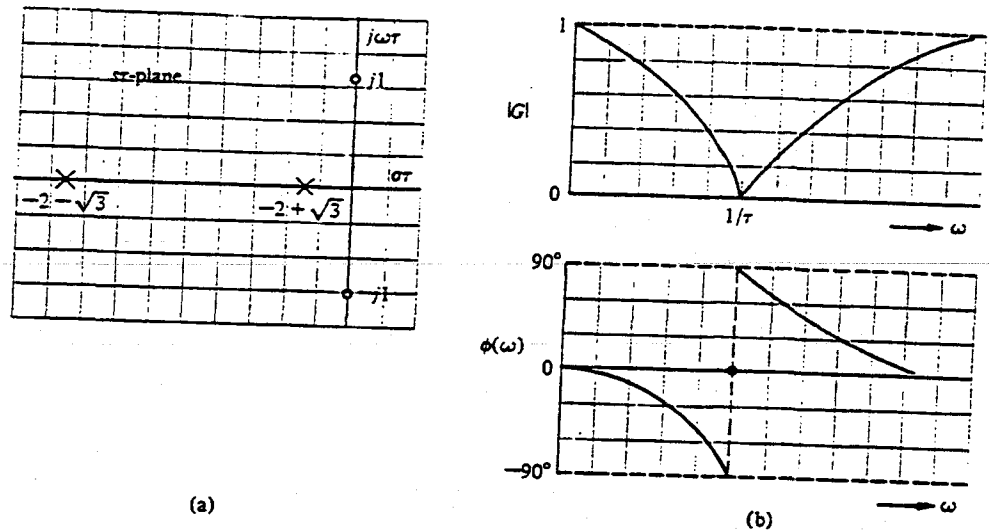 jωτ
sτ-plane
j1
στ
−2 − √3
−2 + √3
−j1
(a)
1
|G|
0
1/τ
ω
90°
ϕ(ω)
0
−90°
ω
(b)